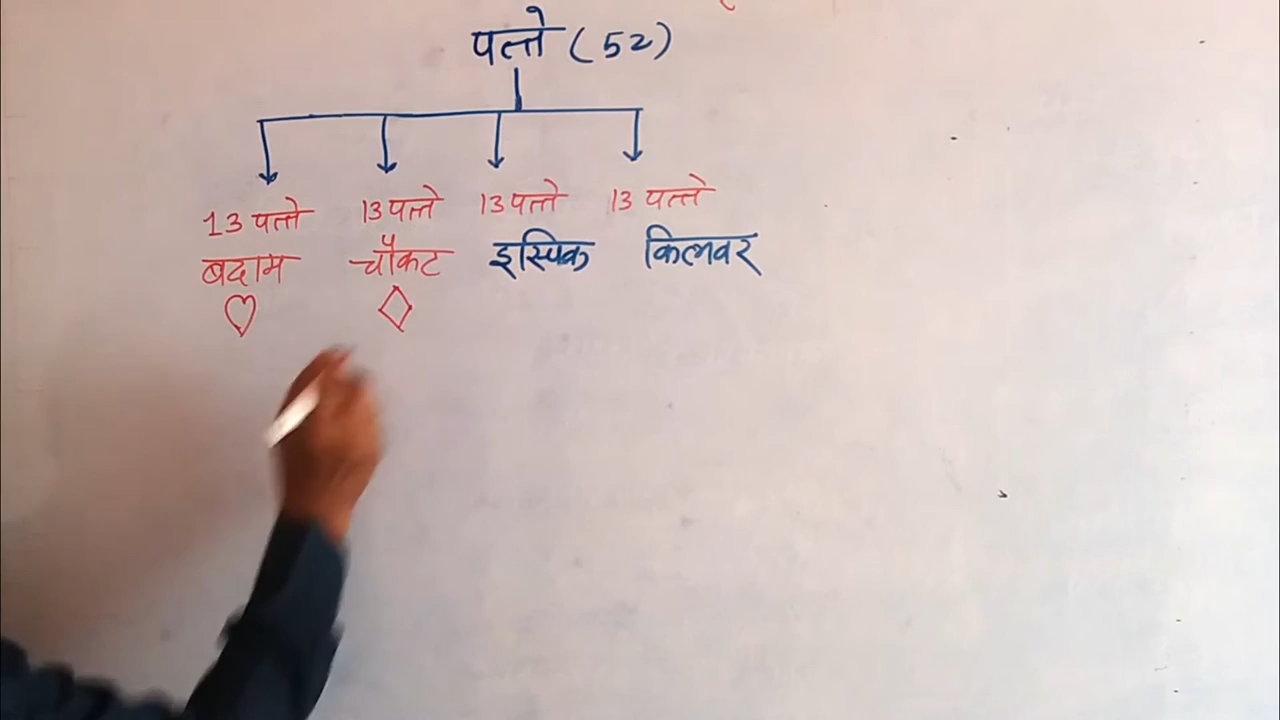 पत्ते (52)
13 पत्ते 13 पत्ते 13 पत्ते 13 पत्ते
बदाम चौकट इस्पिक किलवर